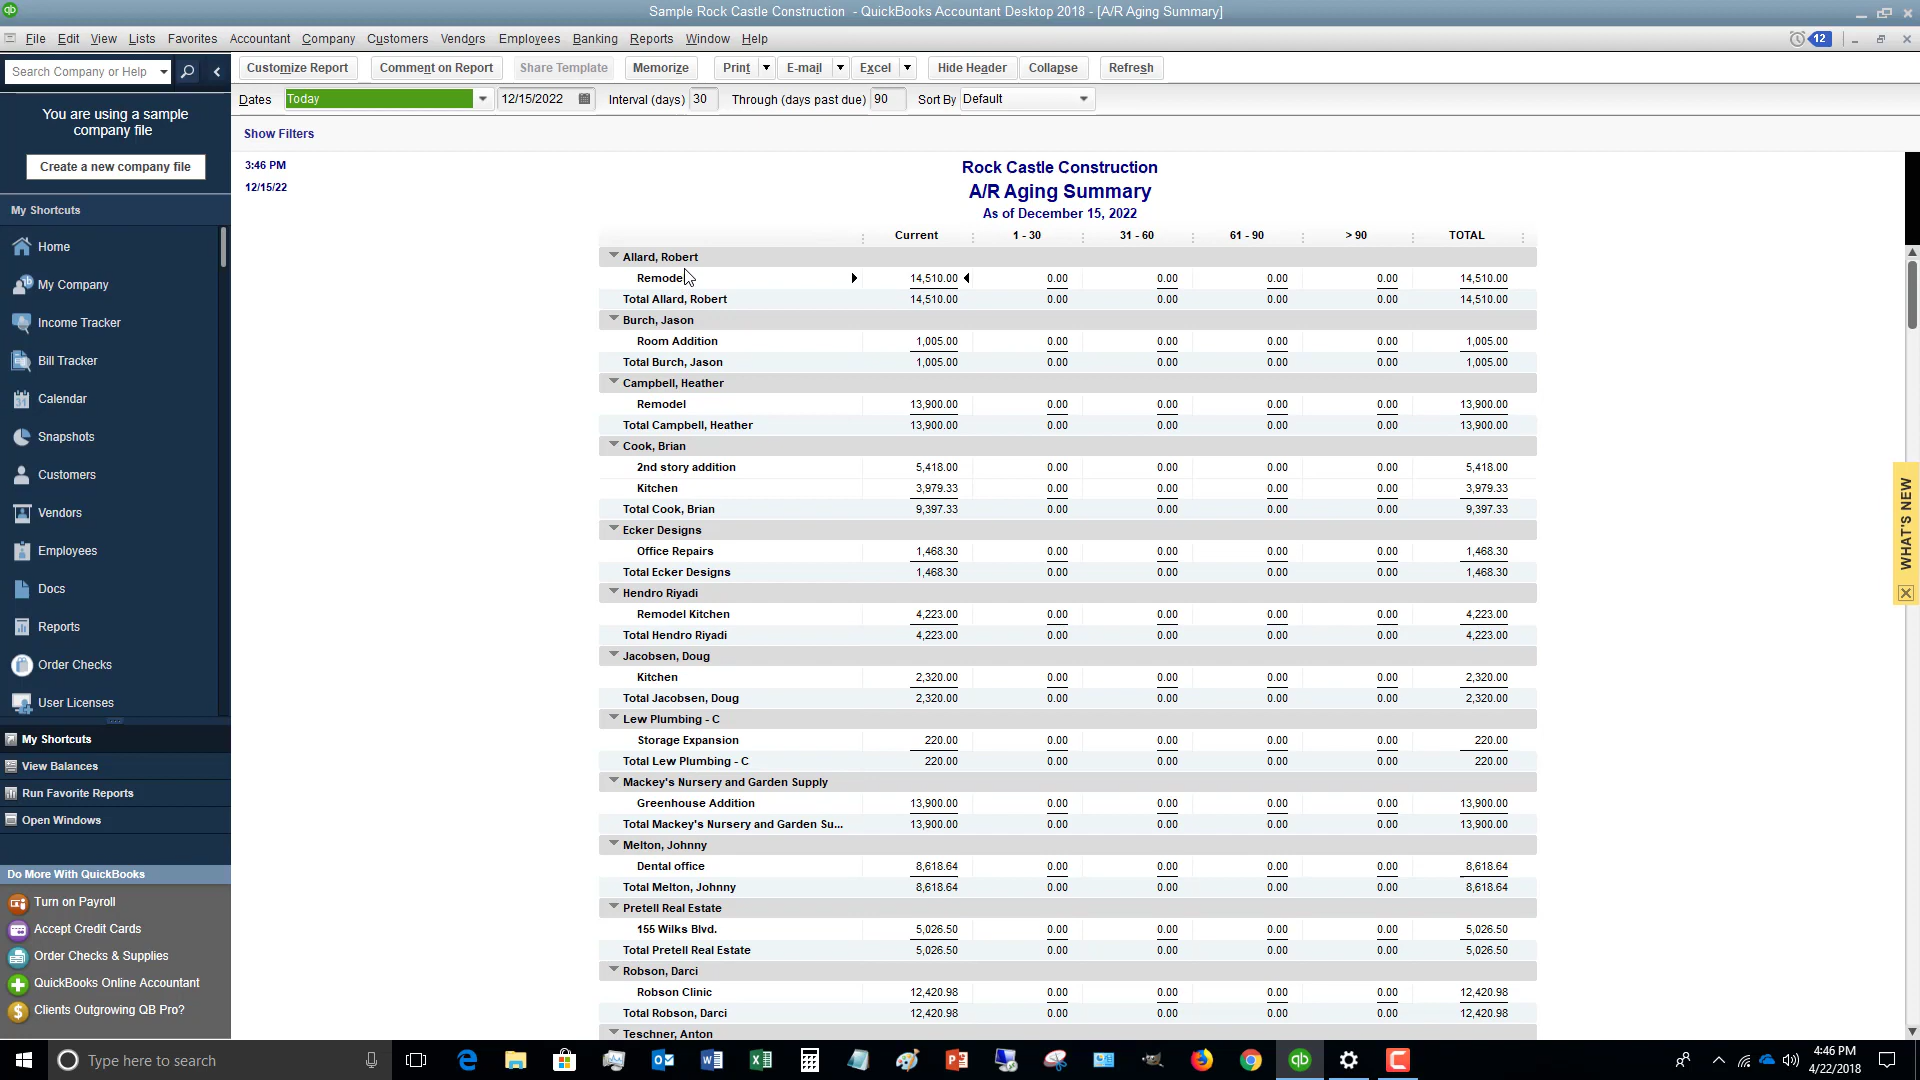 Sample Rock Castle Construction - QuickBooks Accountant Desktop 2018 - [A/R Aging Summary]
File Edit View Lists Favorites Accountant Company Customers Vendors Employees Banking Reports Window Help
12
Search Company or Help
Customize Report Comment on Report Share Template Memorize Print E-mail Excel Hide Header Collapse Refresh
Dates Today 12/15/2022 Interval (days) 30 Through (days past due) 90 Sort By Default
Show Filters
You are using a sample
company file
Create a new company file
My Shortcuts
Home
My Company
Income Tracker
Bill Tracker
31
Calendar
Snapshots
Customers
Vendors
Employees
Docs
Reports
Order Checks
User Licenses
My Shortcuts
View Balances
Run Favorite Reports
Open Windows
Do More With QuickBooks
Turn on Payroll
Accept Credit Cards
Order Checks & Supplies
QuickBooks Online Accountant
Clients Outgrowing QB Pro?
3:46 PM
12/15/22
Rock Castle Construction
A/R Aging Summary
As of December 15, 2022
Current 1 - 30 31 - 60 61 - 90 > 90 TOTAL
Allard, Robert
Remodel 14,510.00 0.00 0.00 0.00 0.00 14,510.00
Total Allard, Robert 14,510.00 0.00 0.00 0.00 0.00 14,510.00
Burch, Jason
Room Addition 1,005.00 0.00 0.00 0.00 0.00 1,005.00
Total Burch, Jason 1,005.00 0.00 0.00 0.00 0.00 1,005.00
Campbell, Heather
Remodel 13,900.00 0.00 0.00 0.00 0.00 13,900.00
Total Campbell, Heather 13,900.00 0.00 0.00 0.00 0.00 13,900.00
Cook, Brian
2nd story addition 5,418.00 0.00 0.00 0.00 0.00 5,418.00
Kitchen 3,979.33 0.00 0.00 0.00 0.00 3,979.33
Total Cook, Brian 9,397.33 0.00 0.00 0.00 0.00 9,397.33
Ecker Designs
Office Repairs 1,468.30 0.00 0.00 0.00 0.00 1,468.30
Total Ecker Designs 1,468.30 0.00 0.00 0.00 0.00 1,468.30
Hendro Riyadi
Remodel Kitchen 4,223.00 0.00 0.00 0.00 0.00 4,223.00
Total Hendro Riyadi 4,223.00 0.00 0.00 0.00 0.00 4,223.00
Jacobsen, Doug
Kitchen 2,320.00 0.00 0.00 0.00 0.00 2,320.00
Total Jacobsen, Doug 2,320.00 0.00 0.00 0.00 0.00 2,320.00
Lew Plumbing - C
Storage Expansion 220.00 0.00 0.00 0.00 0.00 220.00
Total Lew Plumbing - C 220.00 0.00 0.00 0.00 0.00 220.00
Mackey's Nursery and Garden Supply
Greenhouse Addition 13,900.00 0.00 0.00 0.00 0.00 13,900.00
Total Mackey's Nursery and Garden Su... 13,900.00 0.00 0.00 0.00 0.00 13,900.00
Melton, Johnny
Dental office 8,618.64 0.00 0.00 0.00 0.00 8,618.64
Total Melton, Johnny 8,618.64 0.00 0.00 0.00 0.00 8,618.64
Pretell Real Estate
155 Wilks Blvd. 5,026.50 0.00 0.00 0.00 0.00 5,026.50
Total Pretell Real Estate 5,026.50 0.00 0.00 0.00 0.00 5,026.50
Robson, Darci
Robson Clinic 12,420.98 0.00 0.00 0.00 0.00 12,420.98
Total Robson, Darci 12,420.98 0.00 0.00 0.00 0.00 12,420.98
Teschner, Anton
WHAT'S NEW
Type here to search
4:46 PM
4/22/2018